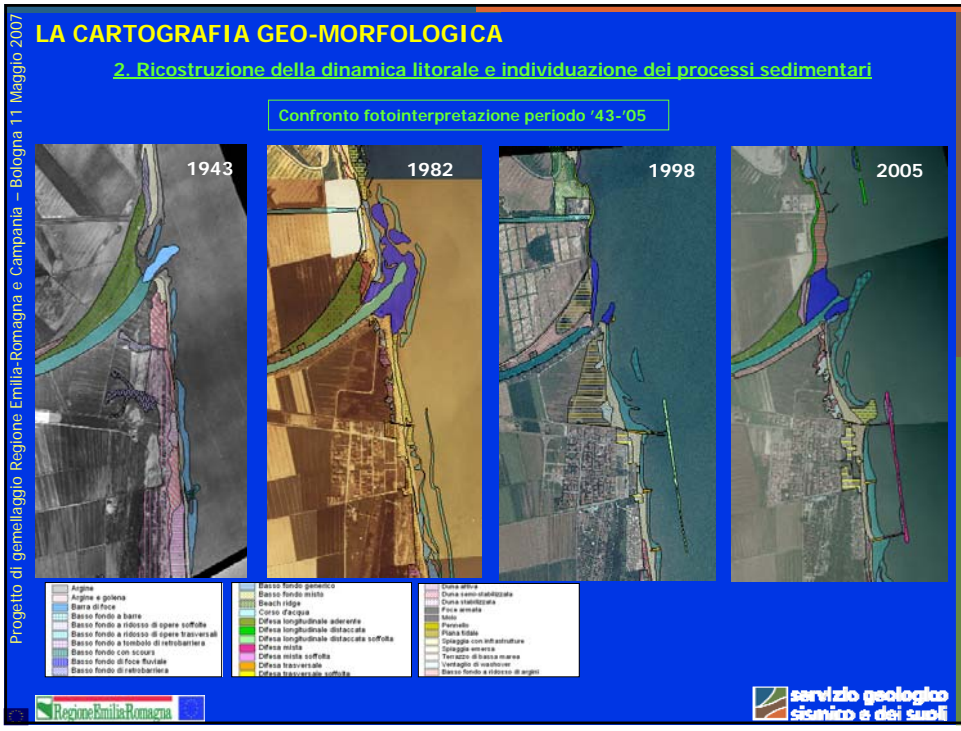 Progetto di gemellaggio Regione Emilia-Romagna e Campania – Bologna 11 Maggio 2007
LA CARTOGRAFIA GEO-MORFOLOGICA
2. Ricostruzione della dinamica litorale e individuazione dei processi sedimentari
Confronto fotointerpretazione periodo '43-'05
1943
1982
1998
2005
Argine
Argine e golena
Barra di foce
Basso fondo a barre
Basso fondo a ridosso di opere soffolte
Basso fondo a ridosso di opere trasversali
Basso fondo a tombolo di retrobarriera
Basso fondo con scours
Basso fondo di foce fluviale
Basso fondo di retrobarriera
Basso fondo generico
Basso fondo misto
Beach ridge
Corso d'acqua
Difesa longitudinale aderente
Difesa longitudinale distaccata
Difesa longitudinale distaccata soffolta
Difesa mista
Difesa mista soffolta
Difesa trasversale
Difesa trasversale soffolta
Duna attiva
Duna semi-stabilizzata
Duna stabilizzata
Foce armata
Molo
Pennello
Piana tidale
Spiaggia con infrastrutture
Spiaggia emersa
Terrazzo di bassa marea
Ventaglio di washover
Basso fondo a ridosso di argini
RegioneEmiliaRomagna
servizio geologico
sismico e dei suoli